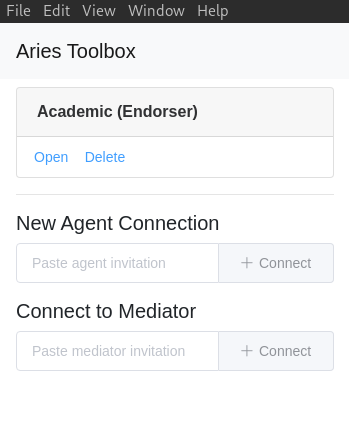 File Edit View Window Help
Aries Toolbox
Academic (Endorser)
Open Delete
New Agent Connection
Paste agent invitation + Connect
Connect to Mediator
Paste mediator invitation + Connect